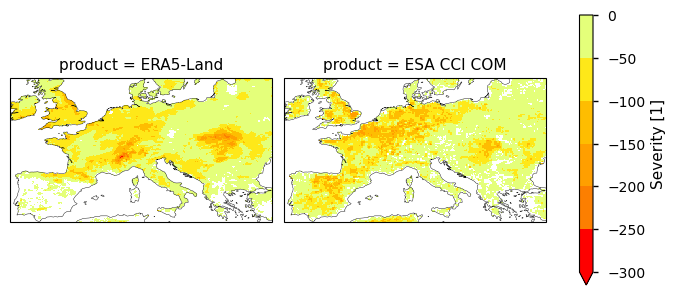 product = ERA5-Land
product = ESA CCI COM
0
−50
−100
−150
−200
−250
−300
Severity [1]